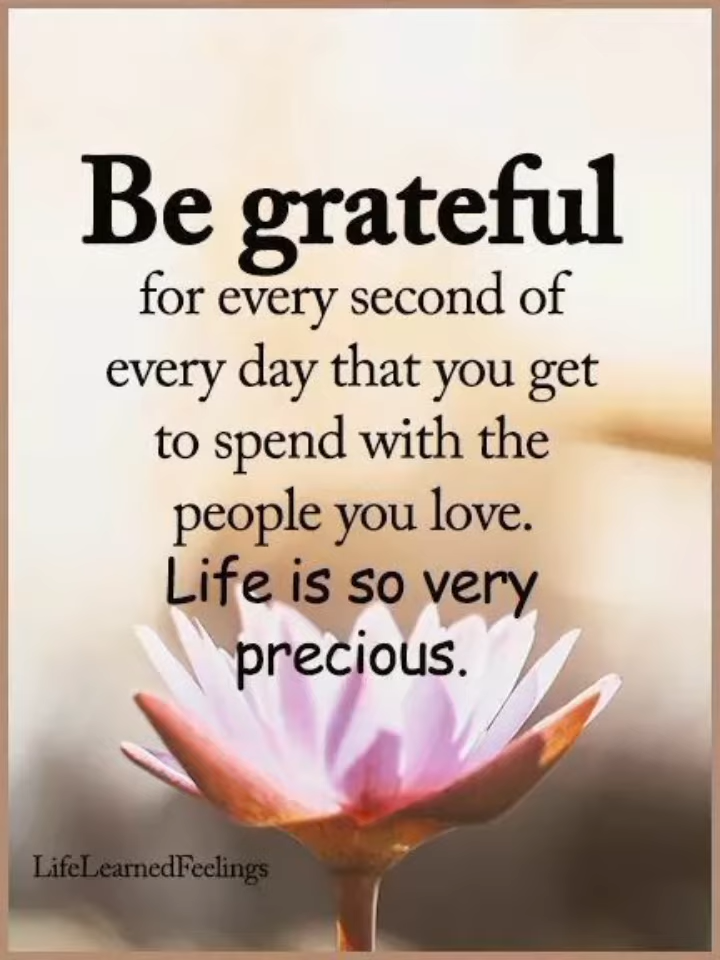 Be grateful
for every second of
every day that you get
to spend with the
people you love.
Life is so very
precious.
LifeLearnedFeelings